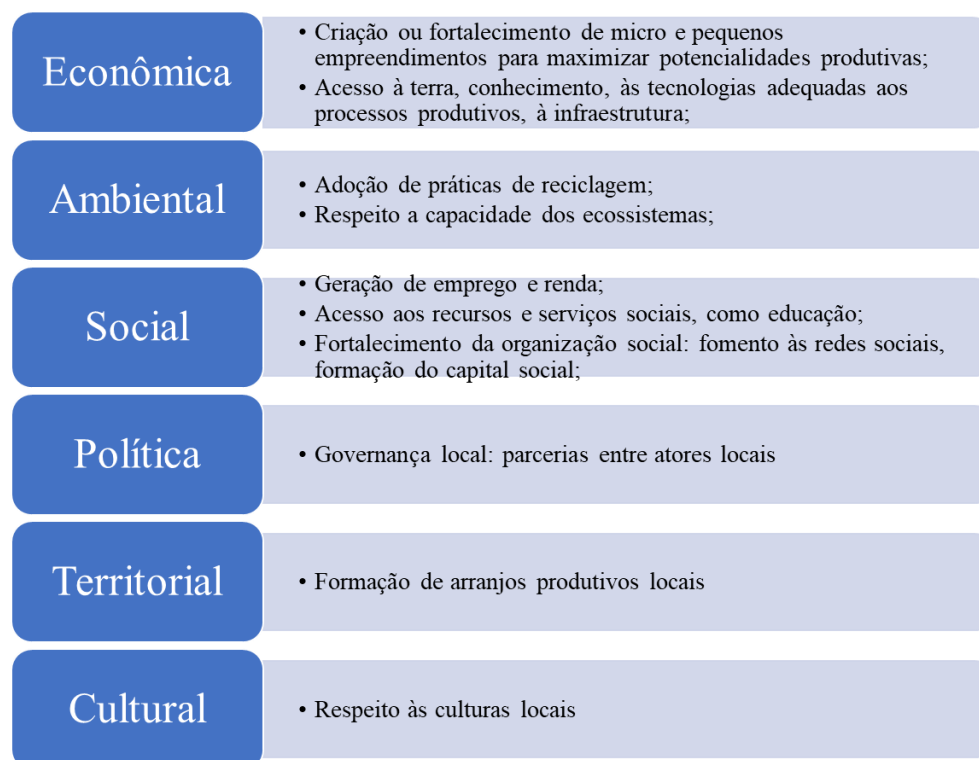 Econômica
• Criação ou fortalecimento de micro e pequenos
empreendimentos para maximizar potencialidades produtivas;
• Acesso à terra, conhecimento, às tecnologias adequadas aos
processos produtivos, à infraestrutura;
Ambiental
• Adoção de práticas de reciclagem;
• Respeito a capacidade dos ecossistemas;
Social
• Geração de emprego e renda;
• Acesso aos recursos e serviços sociais, como educação;
• Fortalecimento da organização social: fomento às redes sociais,
formação do capital social;
Política
• Governança local: parcerias entre atores locais
Territorial
• Formação de arranjos produtivos locais
Cultural
• Respeito às culturas locais